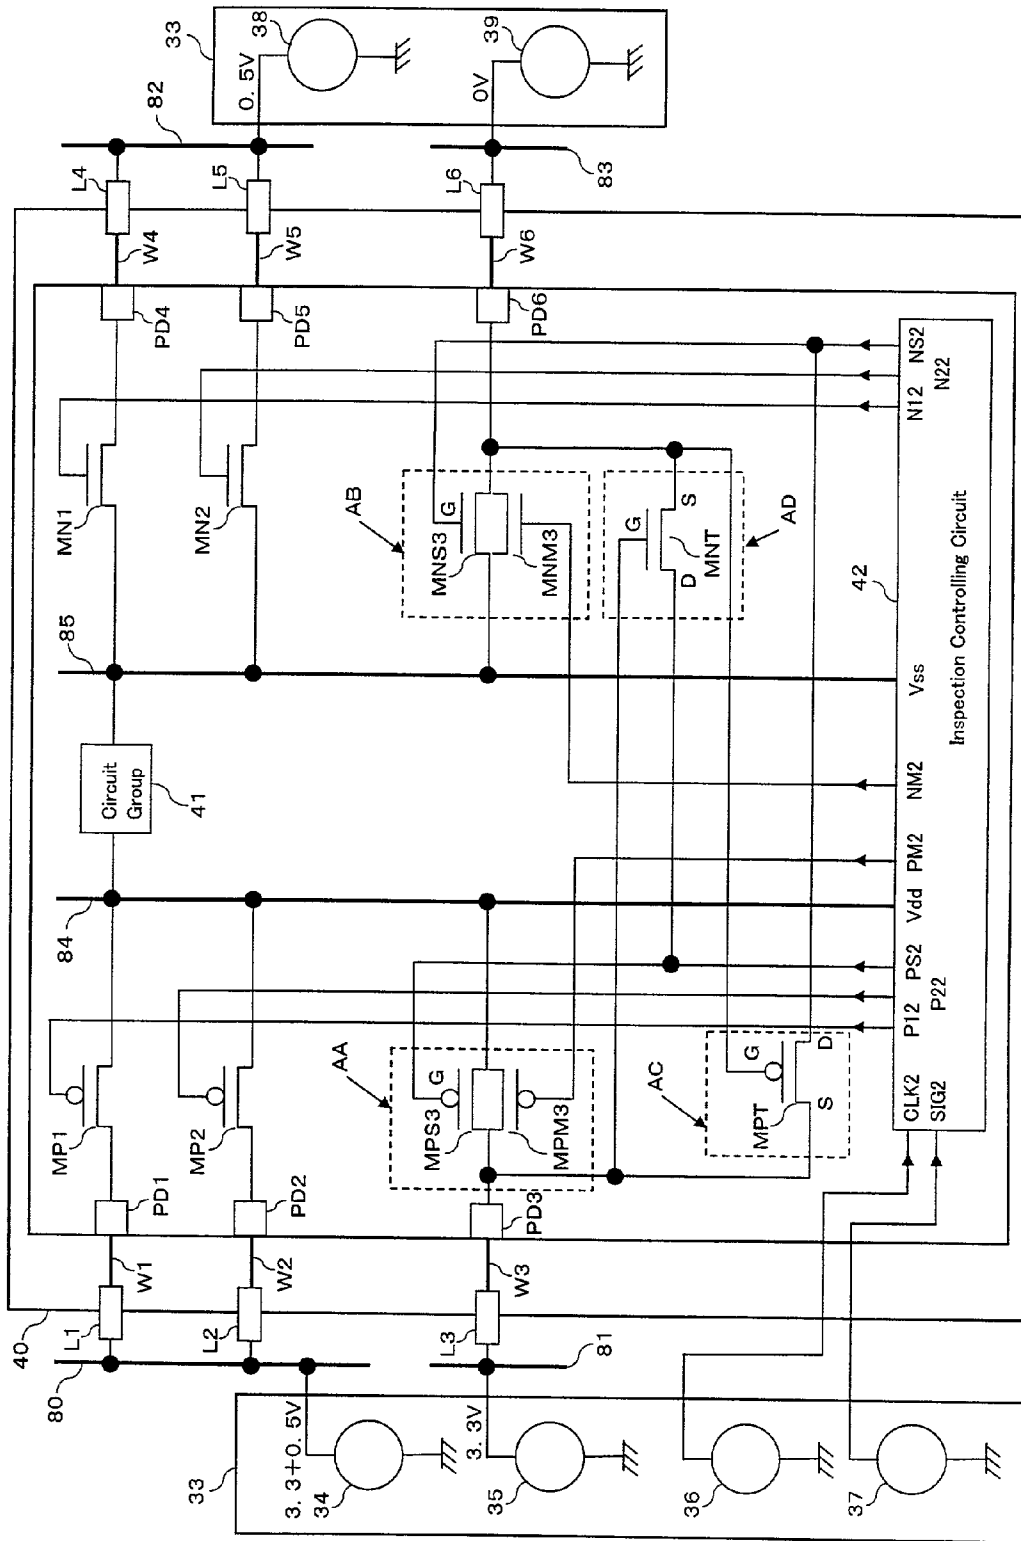 33
38
0. 5V
39
0V
82
83
L4
L5
L6
W4
W5
W6
PD4
PD5
PD6
MN1
MN2
AB
G
MNS3
MNM3
S
G
MNT
D
AD
NS2
N22
N12
85
Circuit
Group
41
84
Vss
NM2
PM2
Vdd
PS2
P22
P12
CLK2
SIG2
42
Inspection Controlling Circuit
MP1
MP2
AA
G
MPS3
MPM3
AC
G
D
MPT
S
PD1
PD2
PD3
W1
W2
W3
40
L1
L2
L3
80
81
33
3. 3+0. 5V
34
3. 3V
35
36
37